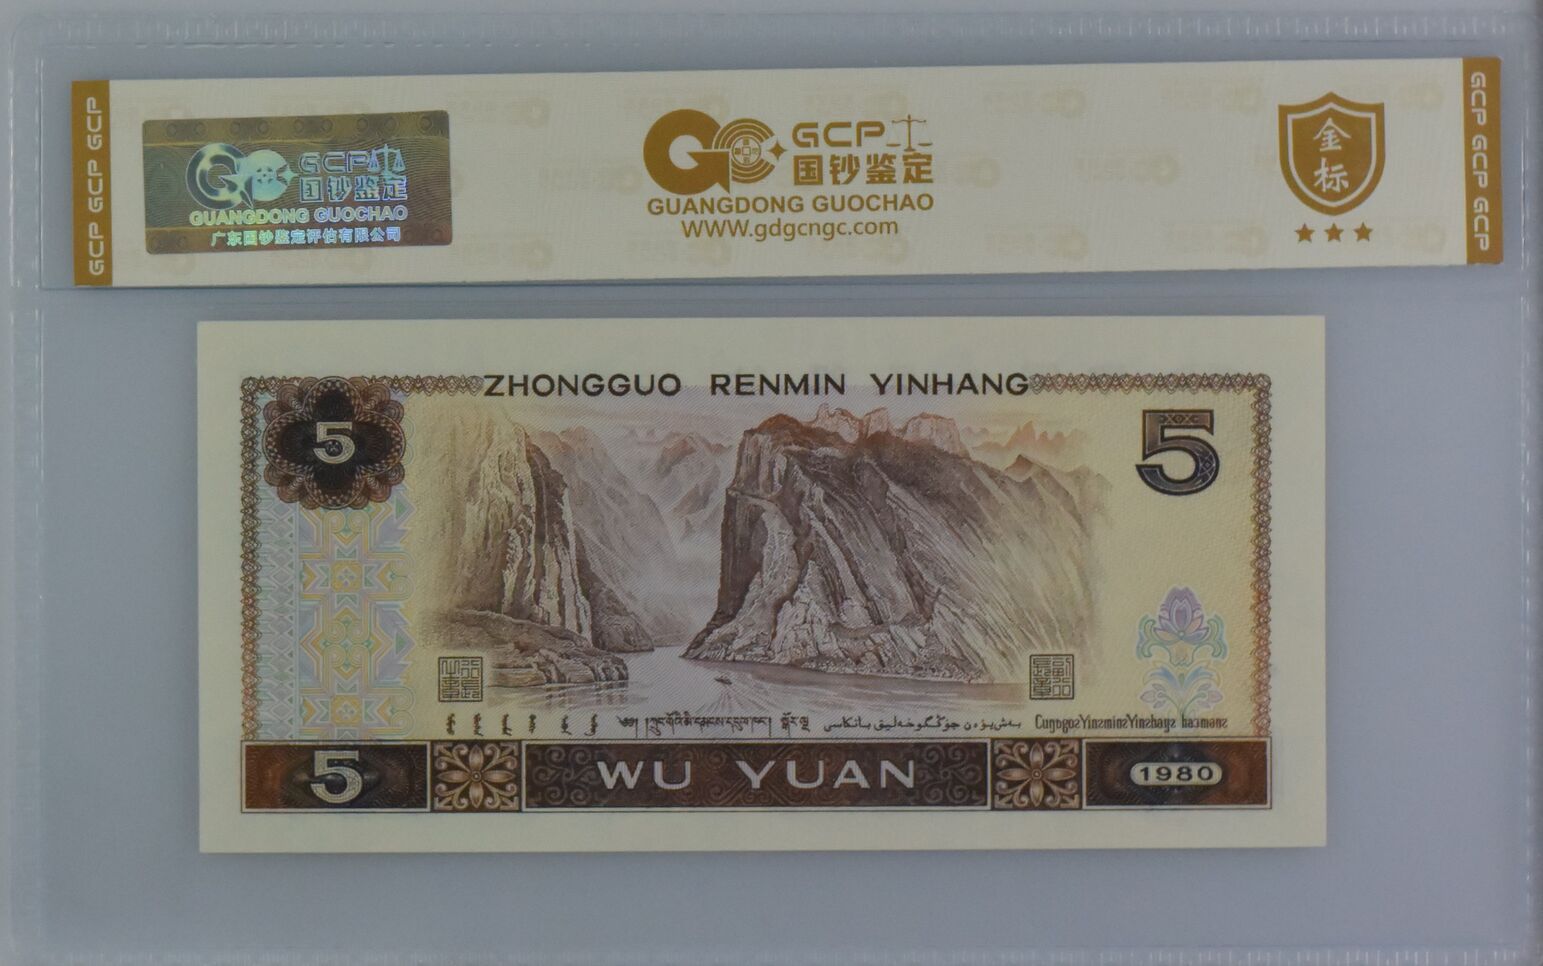 GCP GCP GCP
GCP
国钞鉴定
GUANGDONG GUOCHAO
广东国钞鉴定评估有限公司
GCP
国钞鉴定
GUANGDONG GUOCHAO
WWW.gdgcngc.com
金标
GCP GCP GCP
ZHONGGUO RENMIN YINHANG
5
5
5
WU YUAN
1980